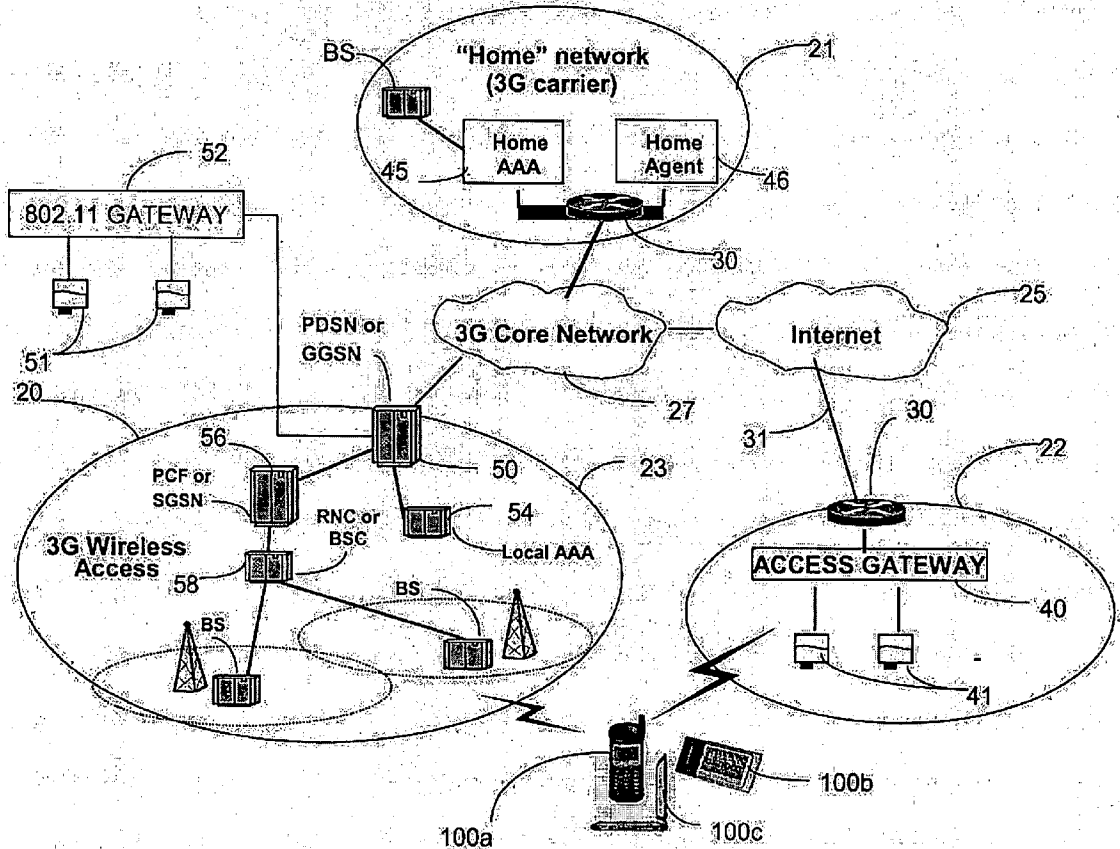 BS
"Home" network
(3G carrier)
21
Home
AAA
Home
Agent
45
46
52
802.11 GATEWAY
30
51
PDSN or
GGSN
3G Core Network
Internet
25
20
27
31
30
56
50
23
22
PCF or
SGSN
54
RNC or
BSC
Local AAA
3G Wireless
Access
58
ACCESS GATEWAY
40
BS
BS
41
100a
100b
100c